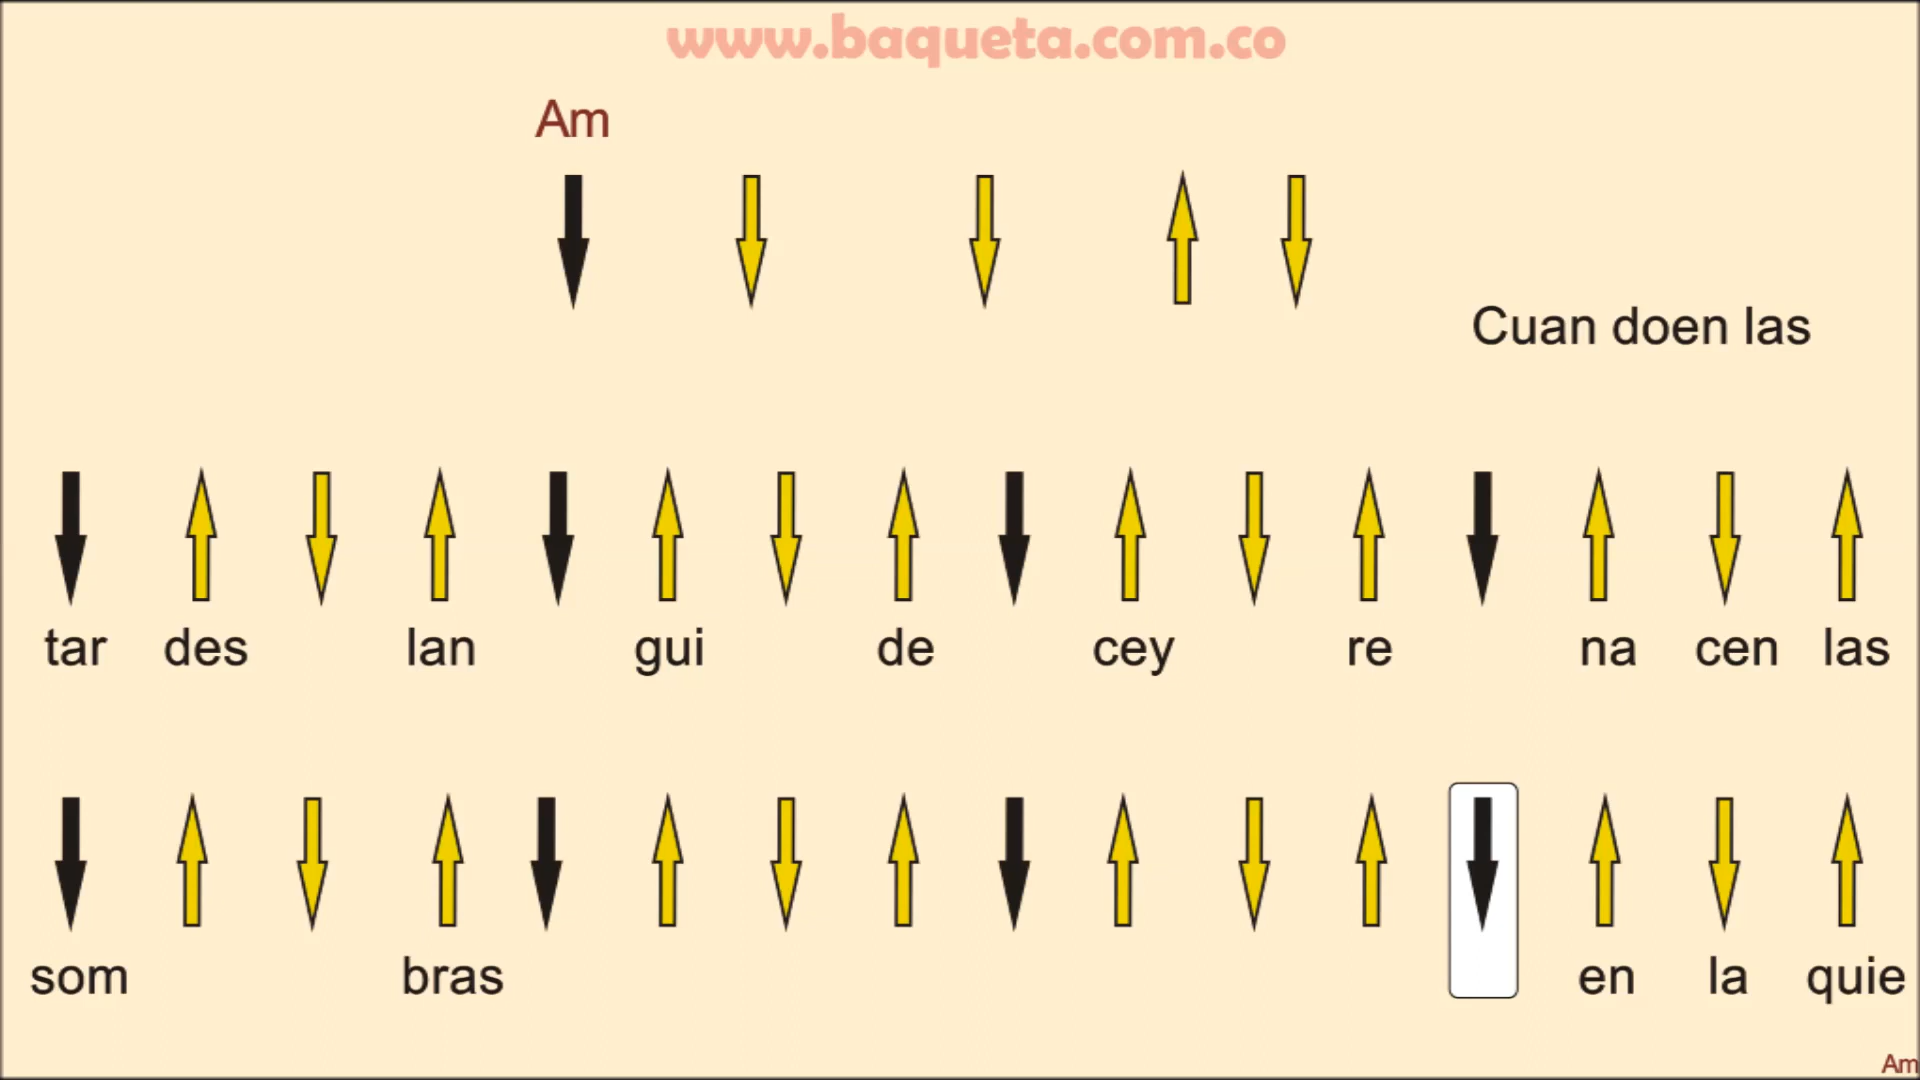 www.baqueta.com.co
Am
Cuan doen las
tar des lan gui de cey re na cen las
som bras en la quie
Am